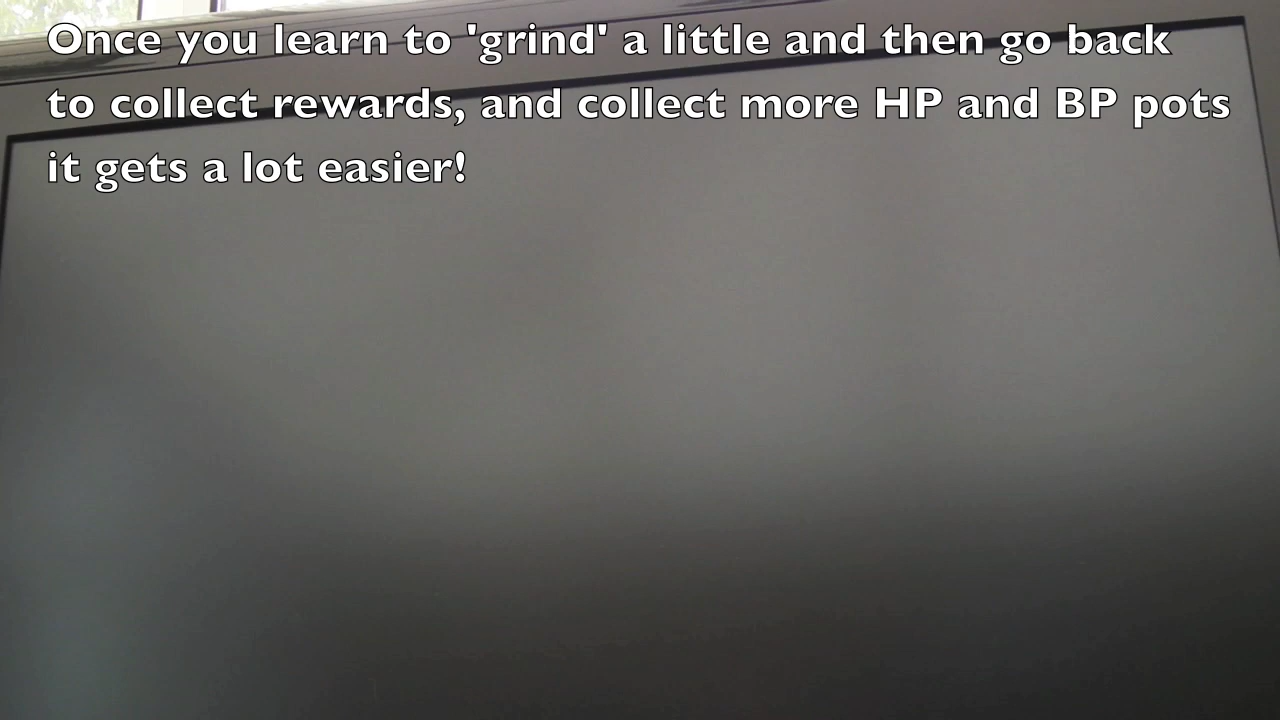 Once you learn to 'grind' a little and then go back
to collect rewards, and collect more HP and BP pots
it gets a lot easier!